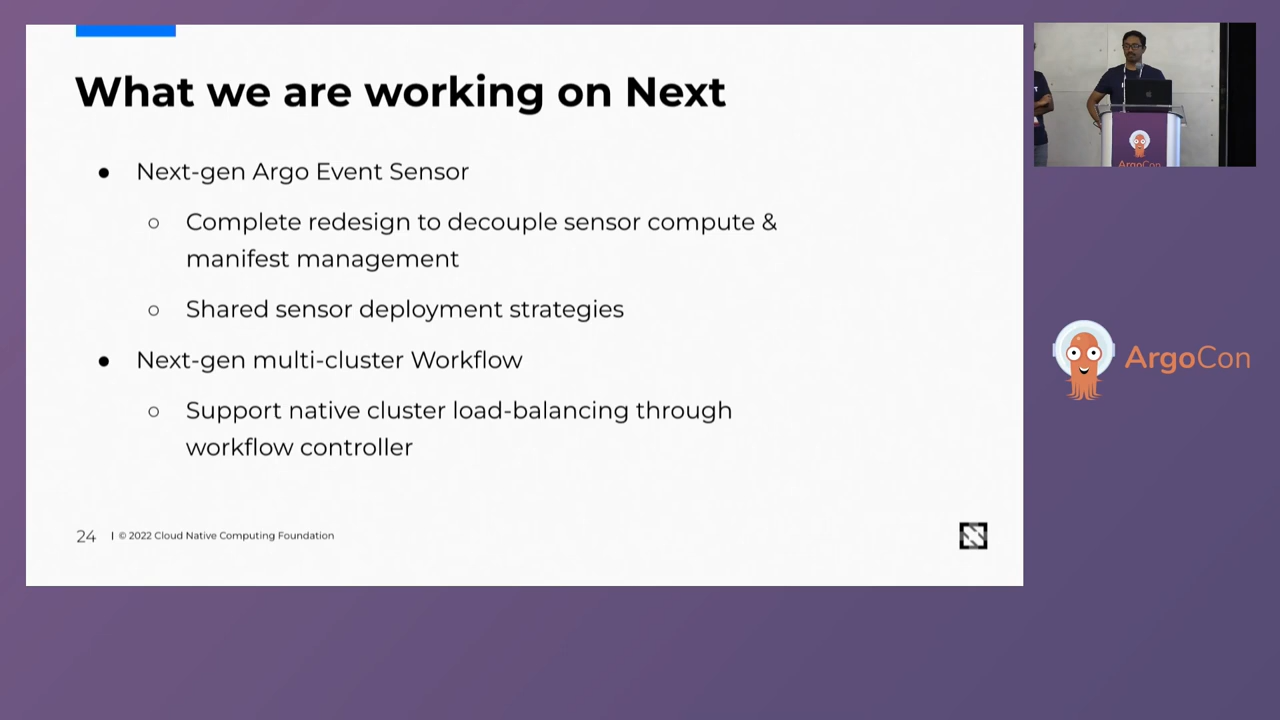 What we are working on Next
● Next-gen Argo Event Sensor
○ Complete redesign to decouple sensor compute &
manifest management
○ Shared sensor deployment strategies
● Next-gen multi-cluster Workflow
○ Support native cluster load-balancing through
workflow controller
24 | © 2022 Cloud Native Computing Foundation
ArgoCon
ArgoCon